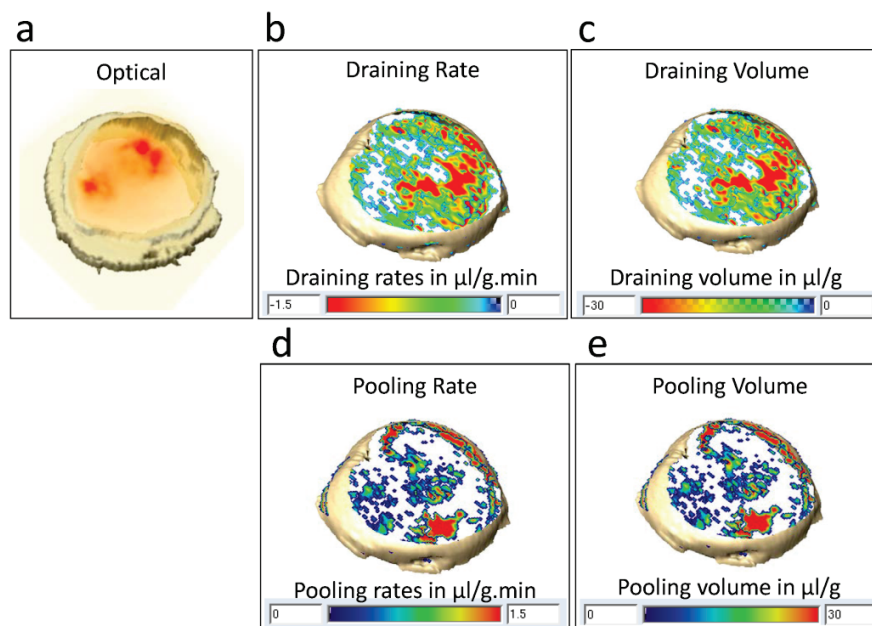 a
Optical
b
Draining Rate
Draining rates in µl/g.min
-1.5
0
c
Draining Volume
Draining volume in µl/g
-30
0
d
Pooling Rate
Pooling rates in µl/g.min
0
1.5
e
Pooling Volume
Pooling volume in µl/g
0
30